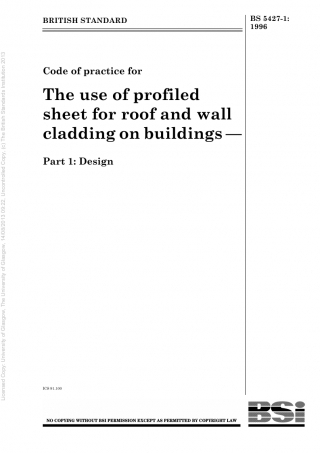 BRITISH STANDARD
BS 5427-1:
1996
Code of practice for
The use of profiled
sheet for roof and wall
cladding on buildings —
Part 1: Design
Licensed Copy: University of Glasgow, The University of Glasgow, 14/09/2013 09:22, Uncontrolled Copy, (c) The British Standards Institution 2013
ICS 91.100
NO COPYING WITHOUT BSI PERMISSION EXCEPT AS PERMITTED BY COPYRIGHT LAW
BSi